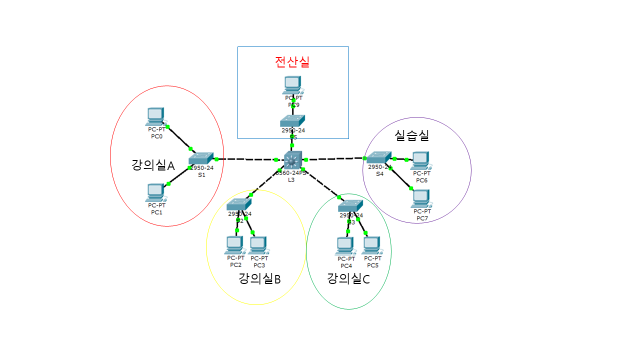 전산실
PC-PT
PC9
2950-24
S5
강의실A
PC-PT
PC0
2950-24
S1
PC-PT
PC1
3560-24PS
L3
실습실
2950-24
S4
PC-PT
PC6
PC-PT
PC7
2950-24
S2
PC-PT
PC2
PC-PT
PC3
강의실B
2950-24
S3
PC-PT
PC4
PC-PT
PC5
강의실C